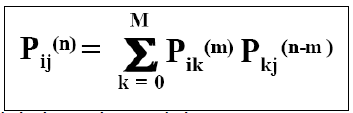 M
P_ij^(n) = Σ P_ik^(m) P_kj^(n-m)
k = 0